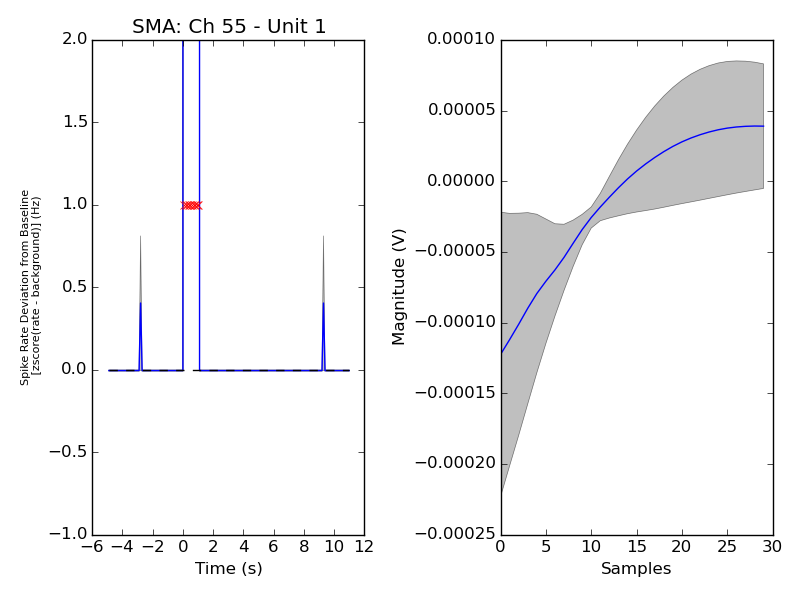 SMA: Ch 55 - Unit 1
Spike Rate Deviation from Baseline
[zscore(rate - background)] (Hz)
2.0
1.5
1.0
0.5
0.0
−0.5
−1.0
−6 −4 −2 0 2 4 6 8 10 12
Time (s)
Magnitude (V)
0.00010
0.00005
0.00000
−0.00005
−0.00010
−0.00015
−0.00020
−0.00025
0 5 10 15 20 25 30
Samples